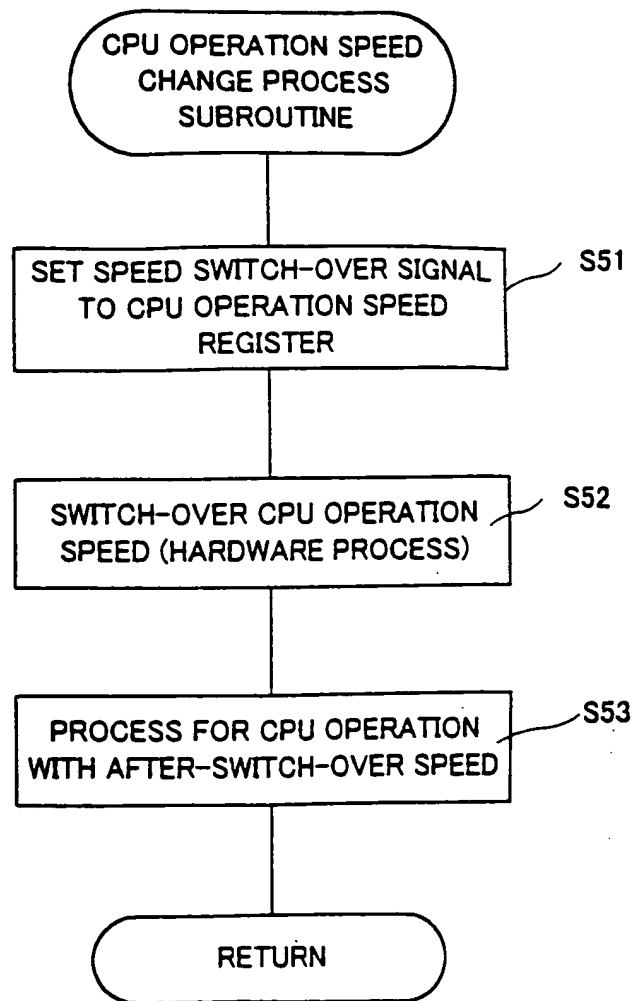 CPU OPERATION SPEED
CHANGE PROCESS
SUBROUTINE
SET SPEED SWITCH-OVER SIGNAL
TO CPU OPERATION SPEED
REGISTER
S51
SWITCH-OVER CPU OPERATION
SPEED (HARDWARE PROCESS)
S52
PROCESS FOR CPU OPERATION
WITH AFTER-SWITCH-OVER SPEED
S53
RETURN